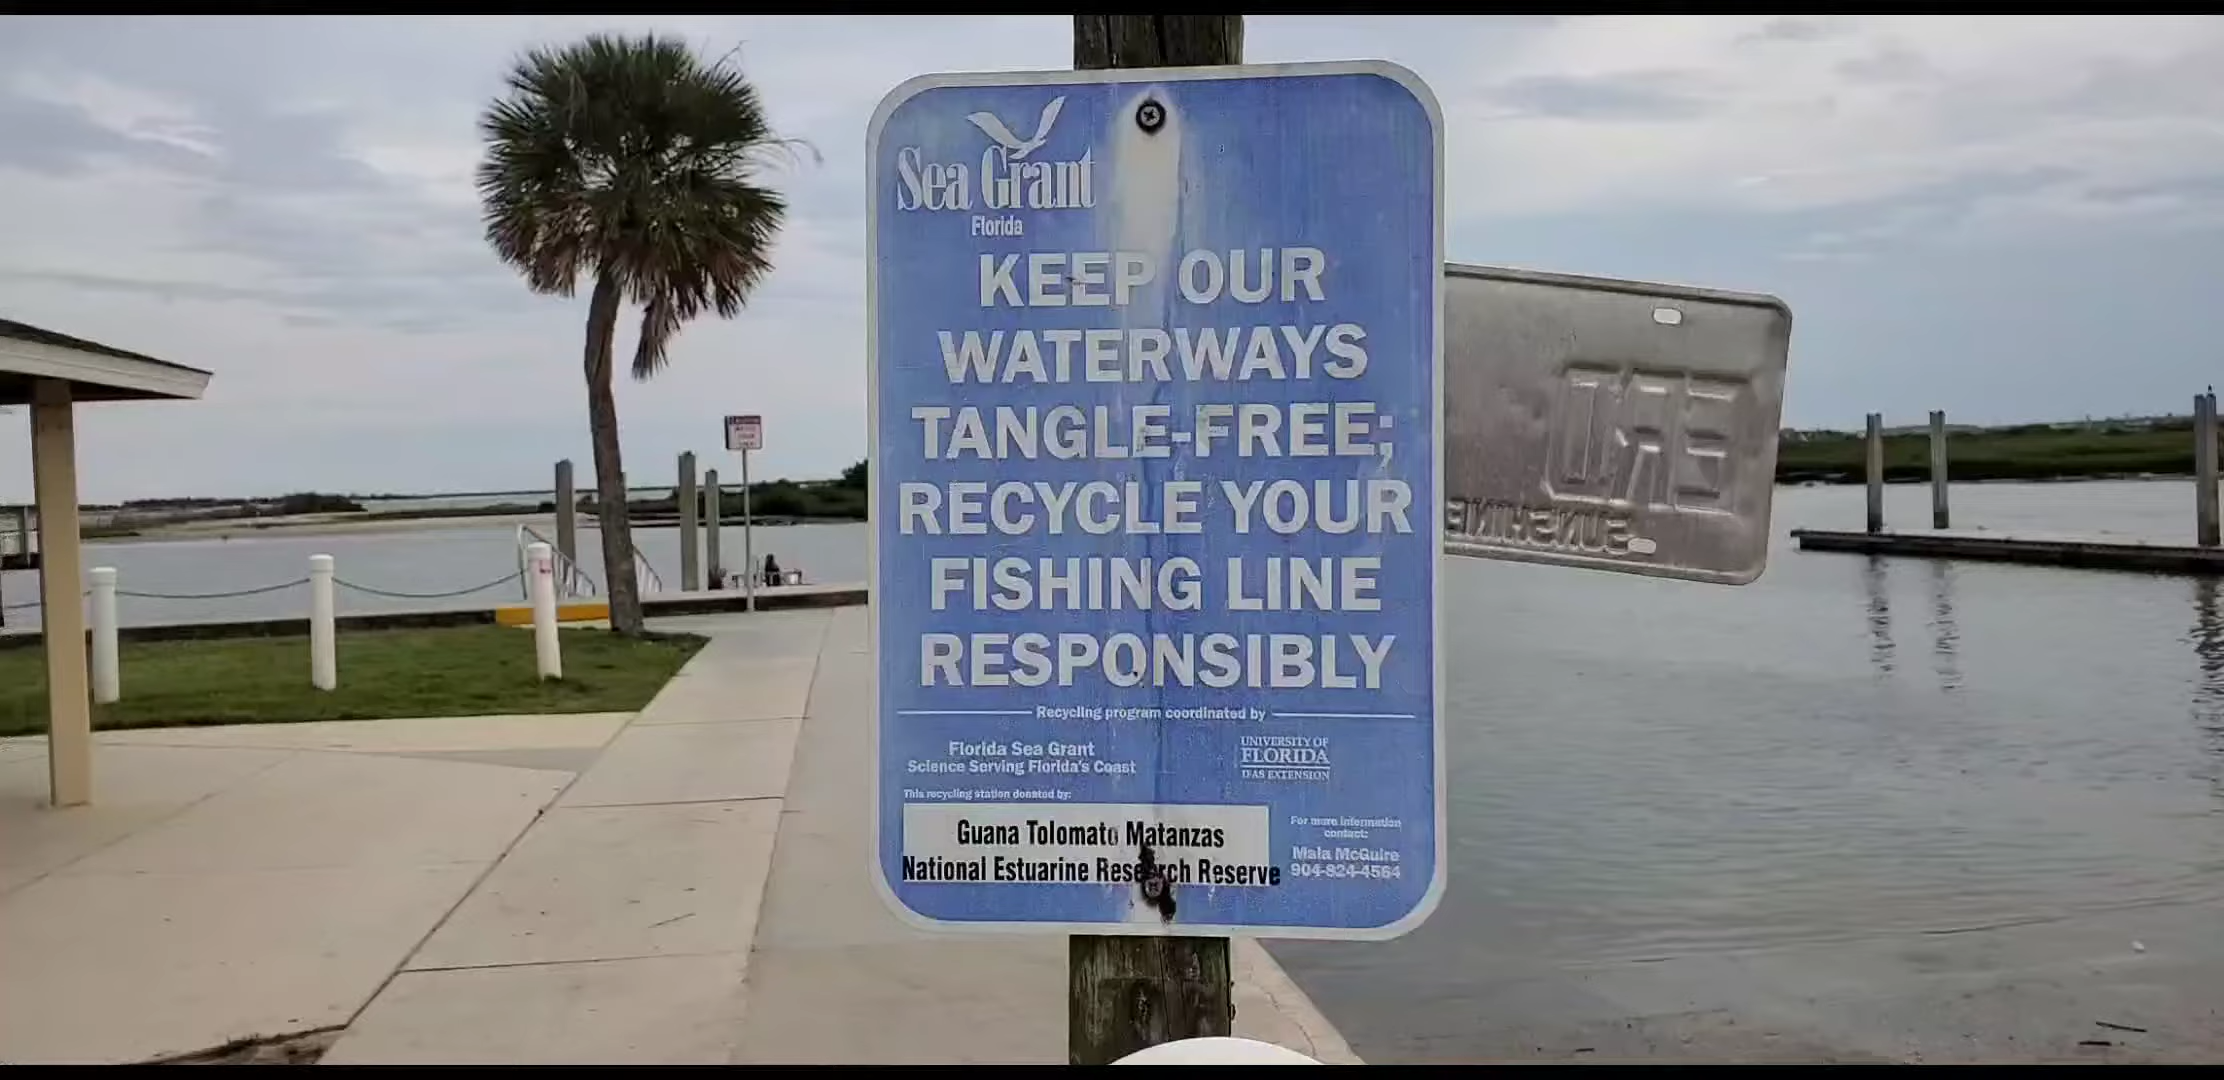 Sea Grant
Florida
KEEP OUR
WATERWAYS
TANGLE-FREE;
RECYCLE YOUR
FISHING LINE
RESPONSIBLY
Recycling program coordinated by
Florida Sea Grant
Science Serving Florida's Coast
UNIVERSITY OF
FLORIDA
IFAS EXTENSION
This recycling station donated by:
Guana Tolomato Matanzas
National Estuarine Research Reserve
For more information
contact:
Maia McGuire
904-824-4564
SUNSHINE